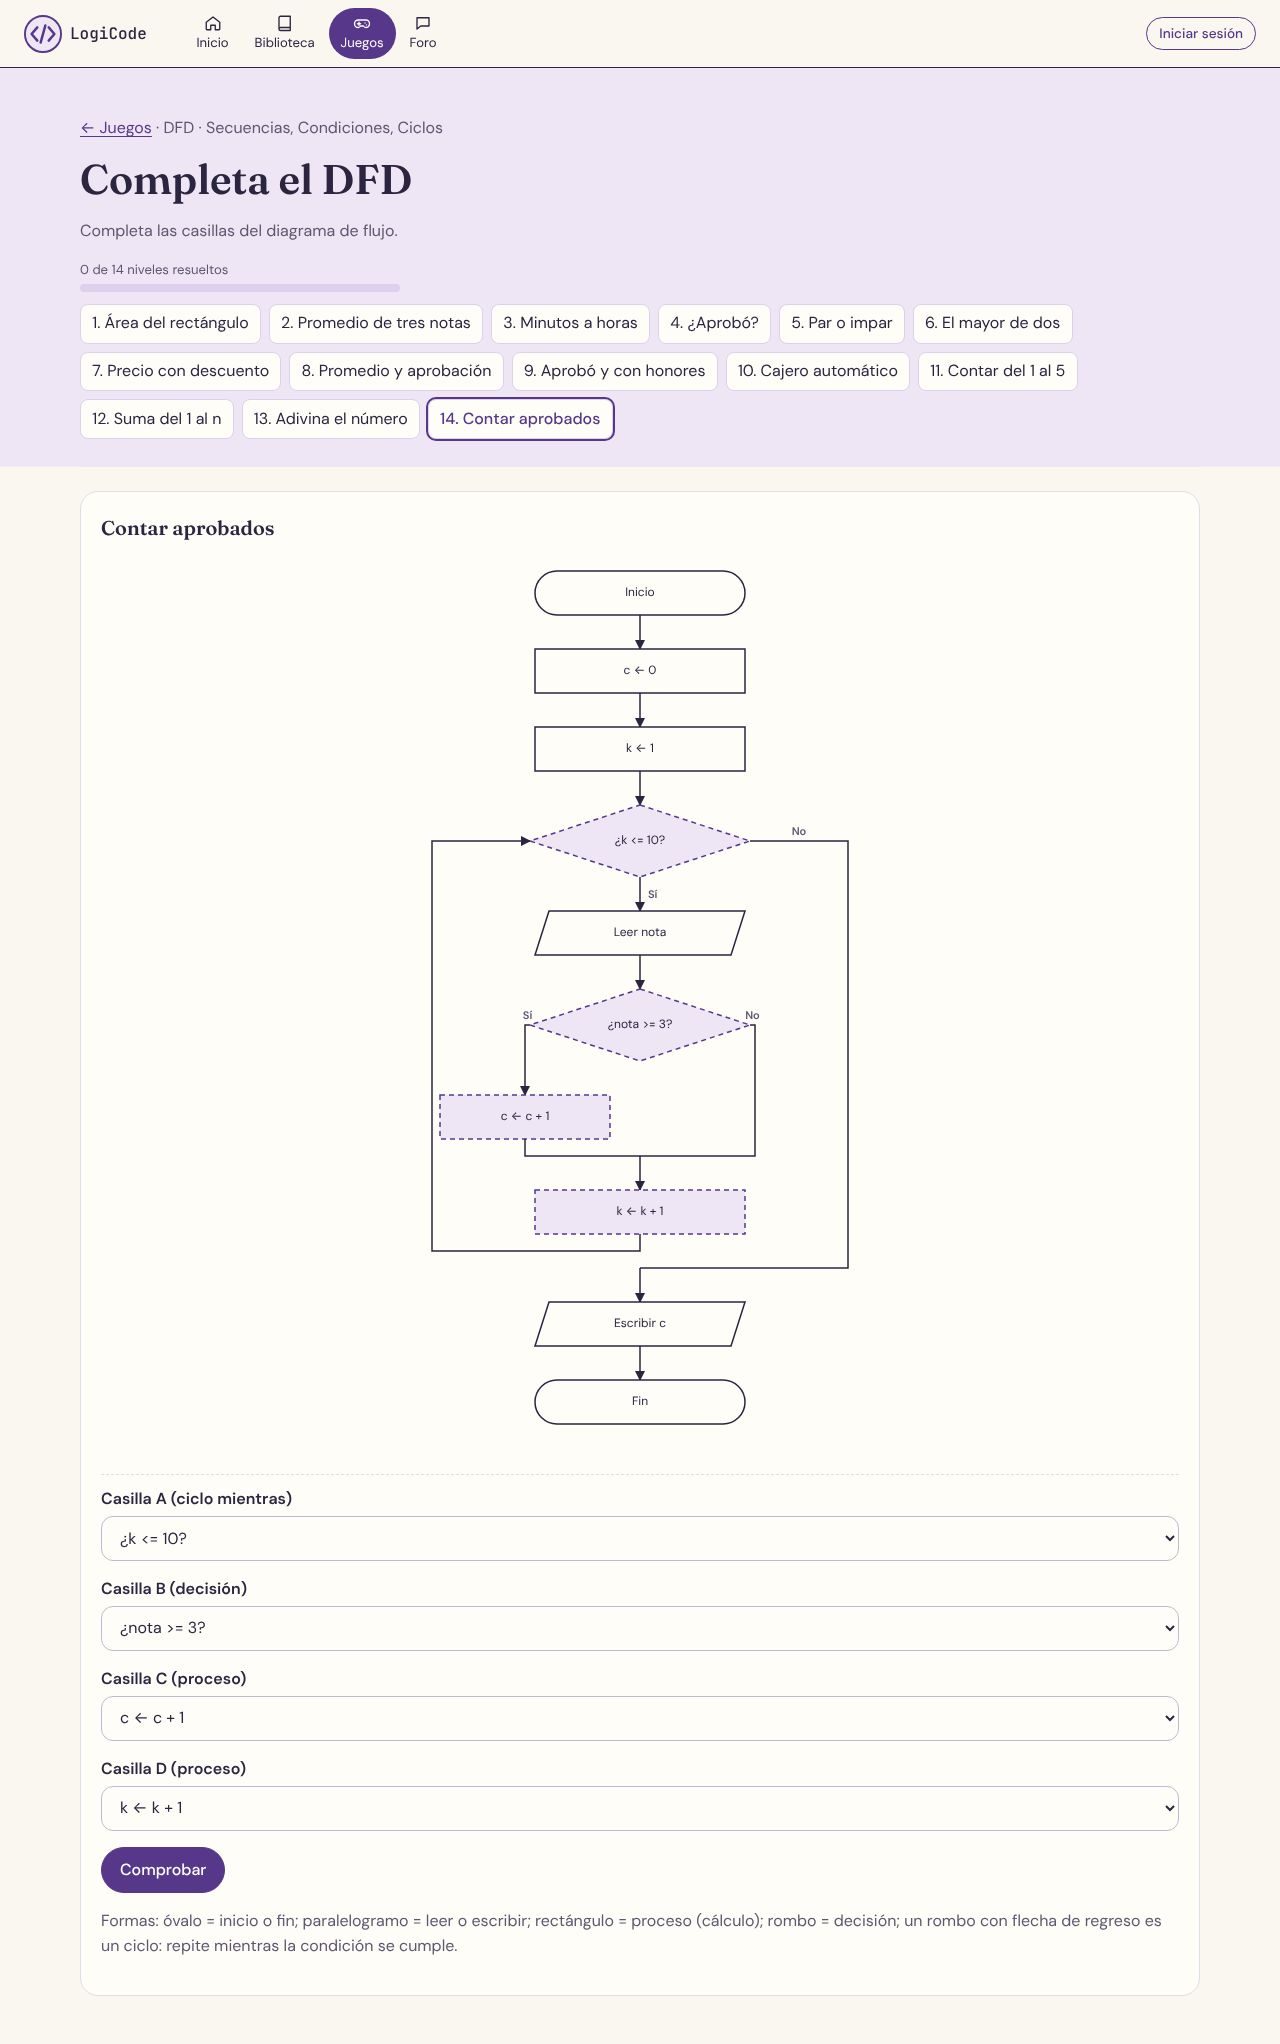 LogiCode
Inicio
Biblioteca
Juegos
Foro
Iniciar sesión
← Juegos · DFD · Secuencias, Condiciones, Ciclos
Completa el DFD
Completa las casillas del diagrama de flujo.
0 de 14 niveles resueltos
1. Área del rectángulo
2. Promedio de tres notas
3. Minutos a horas
4. ¿Aprobó?
5. Par o impar
6. El mayor de dos
7. Precio con descuento
8. Promedio y aprobación
9. Aprobó y con honores
10. Cajero automático
11. Contar del 1 al 5
12. Suma del 1 al n
13. Adivina el número
14. Contar aprobados
Contar aprobados
Inicio
c ← 0
k ← 1
¿k <= 10?
No
Sí
Leer nota
¿nota >= 3?
Sí
No
c ← c + 1
k ← k + 1
Escribir c
Fin
Casilla A (ciclo mientras)
¿k <= 10?
Casilla B (decisión)
¿nota >= 3?
Casilla C (proceso)
c ← c + 1
Casilla D (proceso)
k ← k + 1
Comprobar
Formas: óvalo = inicio o fin; paralelogramo = leer o escribir; rectángulo = proceso (cálculo); rombo = decisión; un rombo con flecha de regreso es
un ciclo: repite mientras la condición se cumple.